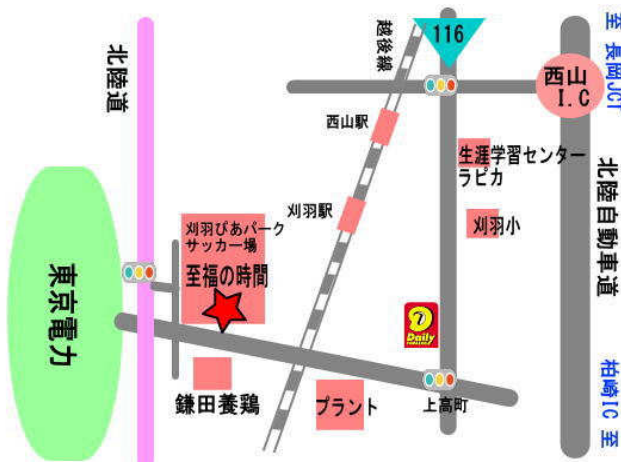 至 長岡JCT
116
西山
I.C
北陸道
越後線
西山駅
生涯学習センター
ラピカ
刈羽駅
刈羽小
北陸自動車道
刈羽ぴあパーク
サッカー場
至福の時間
東京電力
Daily
鎌田養鶏
プラント
上高町
柏崎IC 至